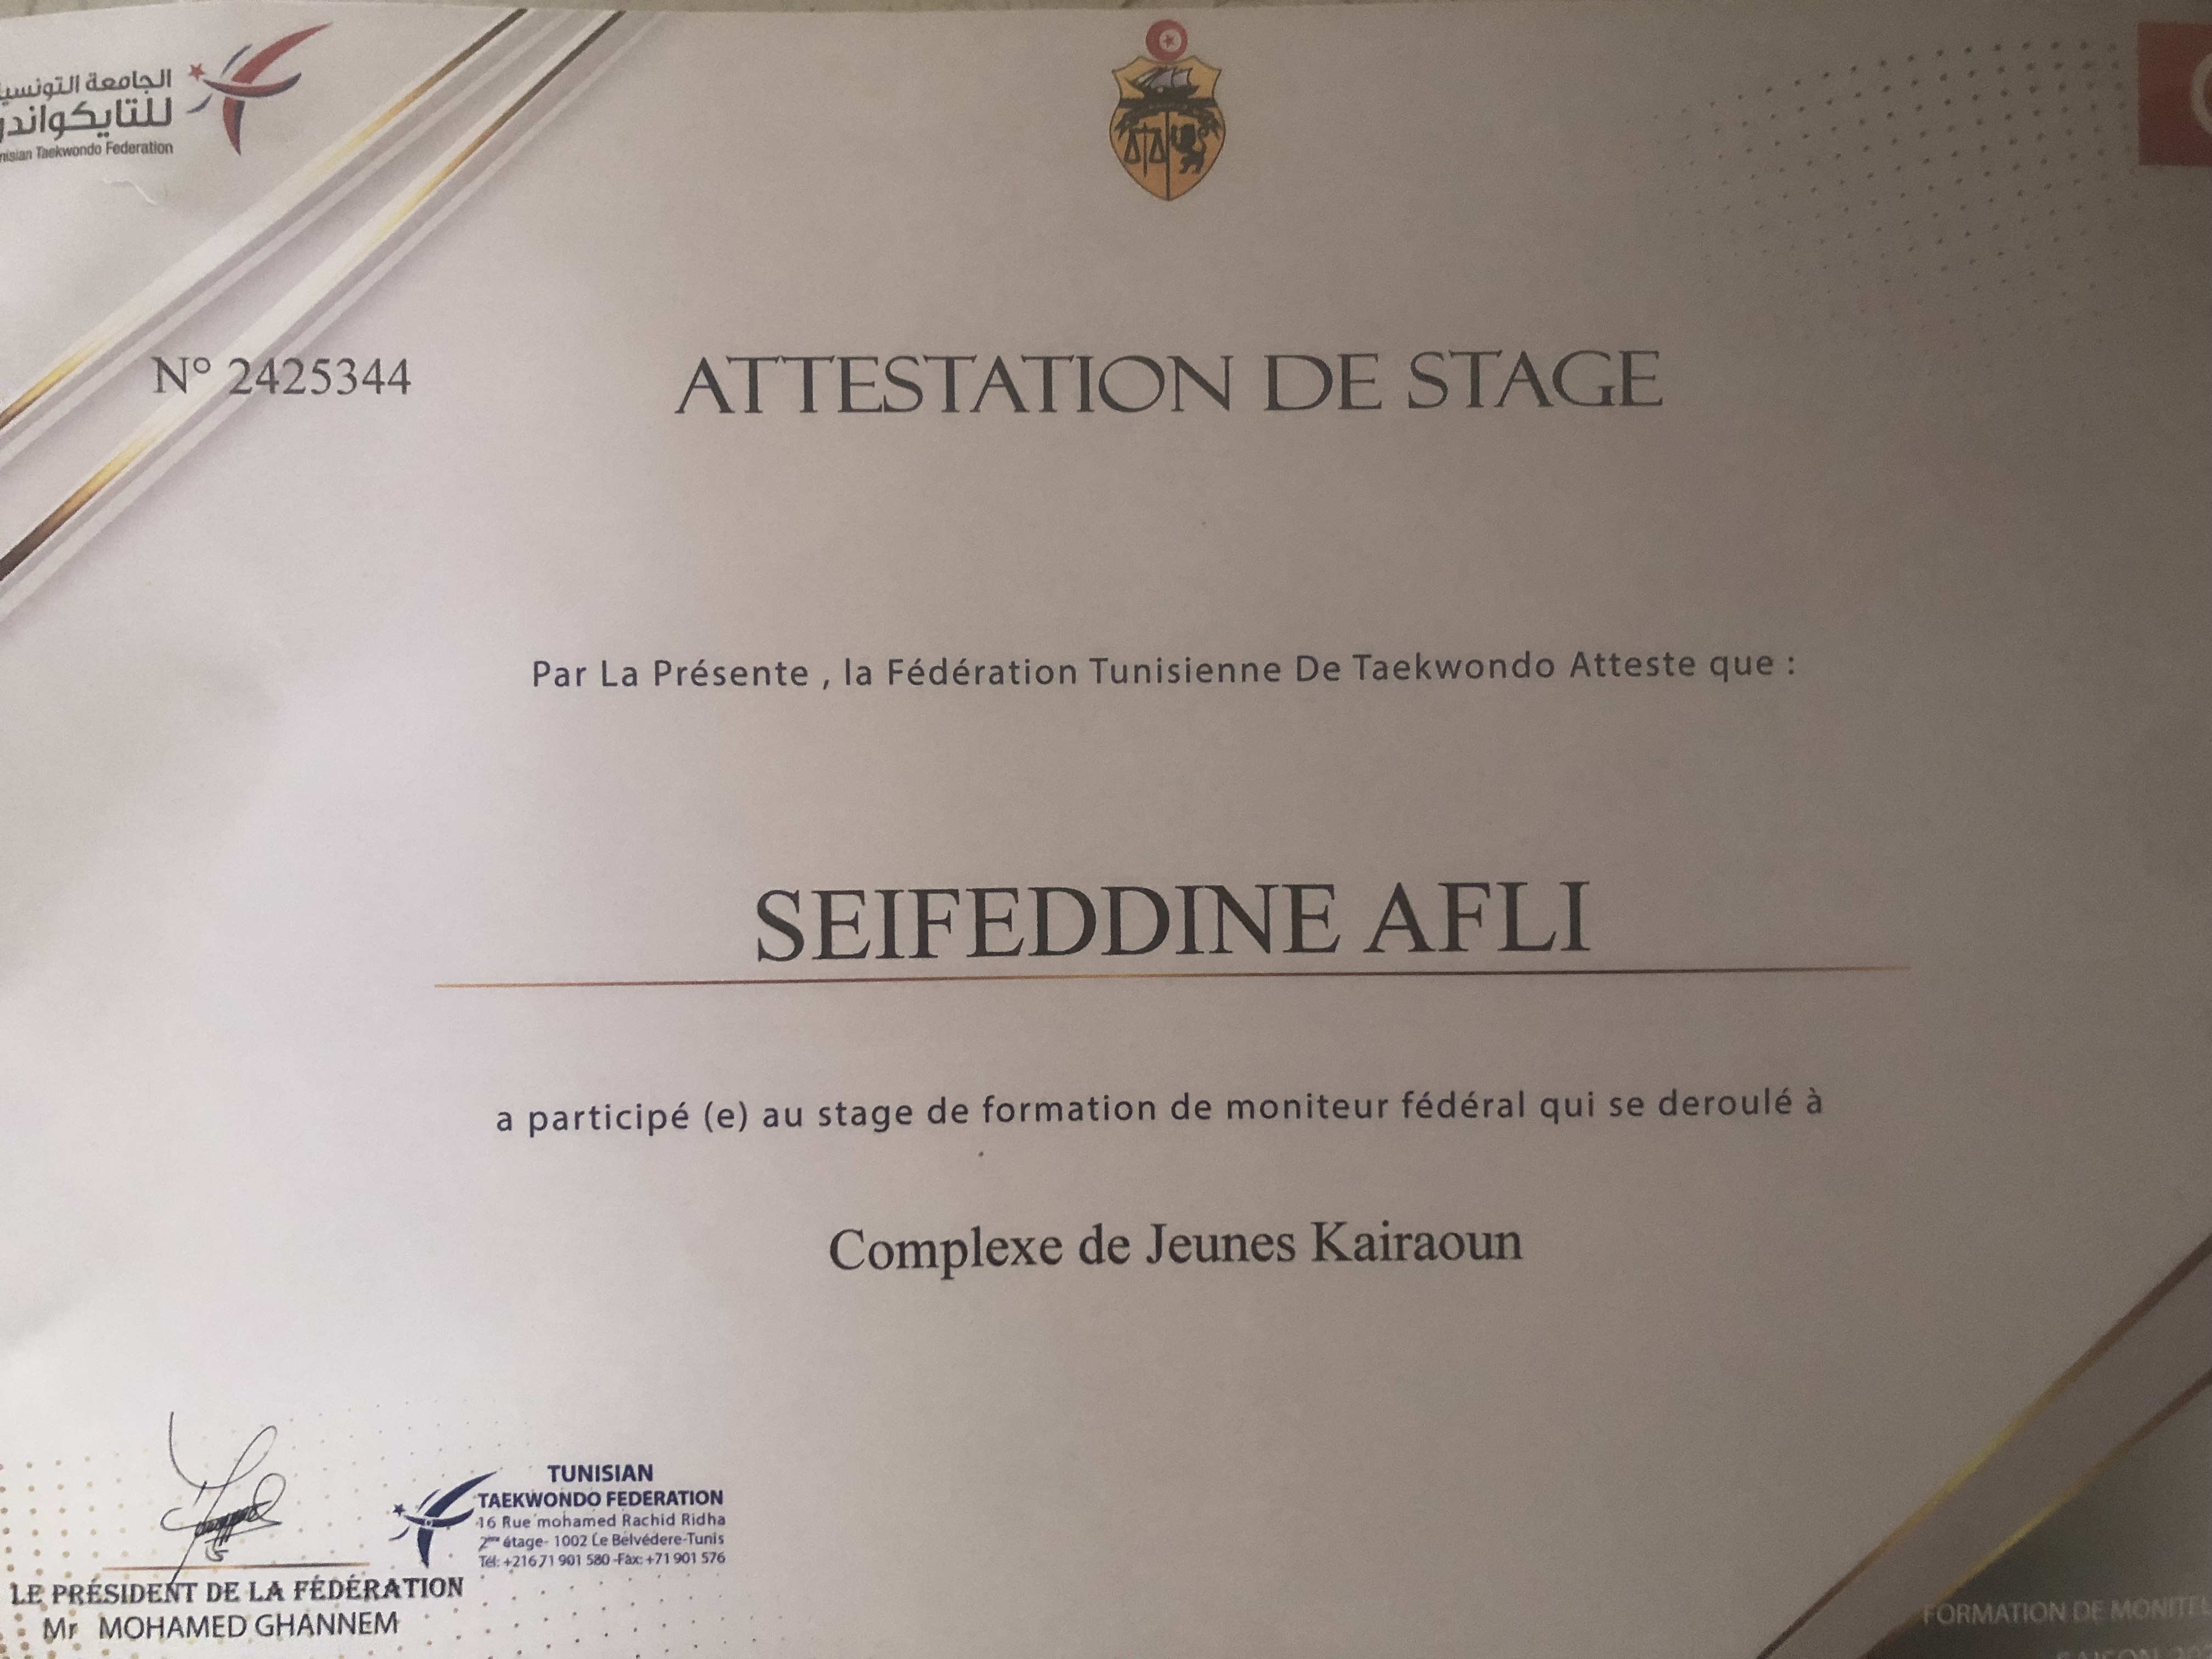 الجامعة التونسية
للتايكواندو
Tunisian Taekwondo Federation
N° 2425344
ATTESTATION DE STAGE
Par La Présente , la Fédération Tunisienne De Taekwondo Atteste que :
SEIFEDDINE AFLI
a participé (e) au stage de formation de moniteur fédéral qui se deroulé à
Complexe de Jeunes Kairaoun
TUNISIAN
TAEKWONDO FEDERATION
16 Rue mohamed Rachid Ridha
2ème étage- 1002 Le Belvédere-Tunis
Tél: +216 71 901 580 -Fax: +71 901 576
LE PRÉSIDENT DE LA FÉDÉRATION
Mr MOHAMED GHANNEM
FORMATION DE
SAISON